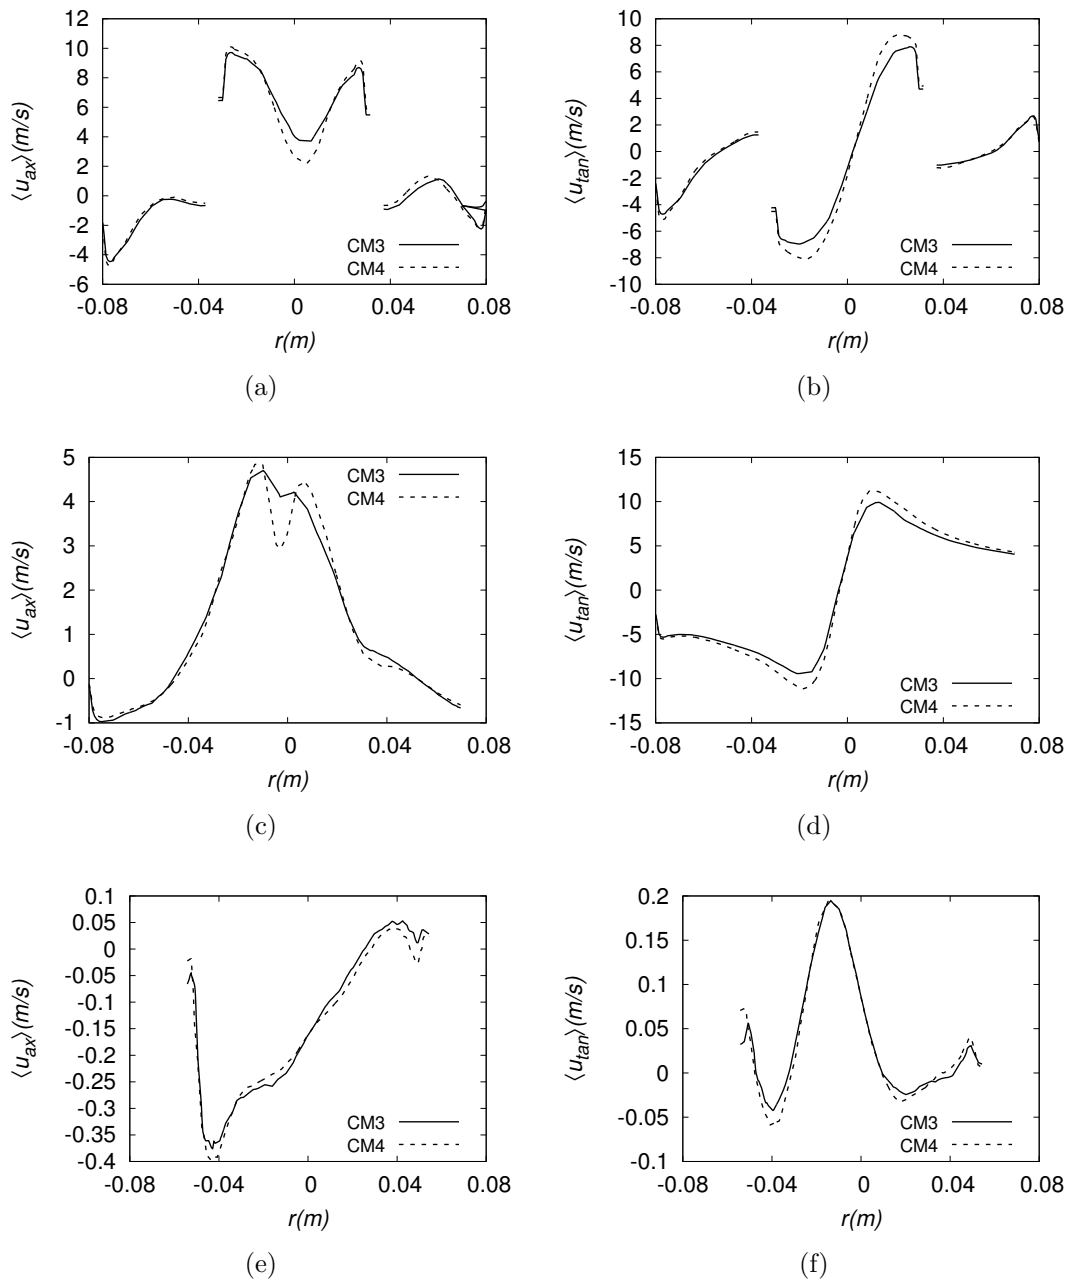 12
10
8
6
4
2
0
-2
-4
-6
-0.08
-0.04
0
0.04
0.08
⟨u_ax⟩(m/s)
r(m)
CM3
CM4
(a)
10
8
6
4
2
0
-2
-4
-6
-8
-10
-0.08
-0.04
0
0.04
0.08
⟨u_tan⟩(m/s)
r(m)
CM3
CM4
(b)
5
4
3
2
1
0
-1
-0.08
-0.04
0
0.04
0.08
⟨u_ax⟩(m/s)
r(m)
CM3
CM4
(c)
15
10
5
0
-5
-10
-15
-0.08
-0.04
0
0.04
0.08
⟨u_tan⟩(m/s)
r(m)
CM3
CM4
(d)
0.1
0.05
0
-0.05
-0.1
-0.15
-0.2
-0.25
-0.3
-0.35
-0.4
-0.08
-0.04
0
0.04
0.08
⟨u_ax⟩(m/s)
r(m)
CM3
CM4
(e)
0.2
0.15
0.1
0.05
0
-0.05
-0.1
-0.08
-0.04
0
0.04
0.08
⟨u_tan⟩(m/s)
r(m)
CM3
CM4
(f)